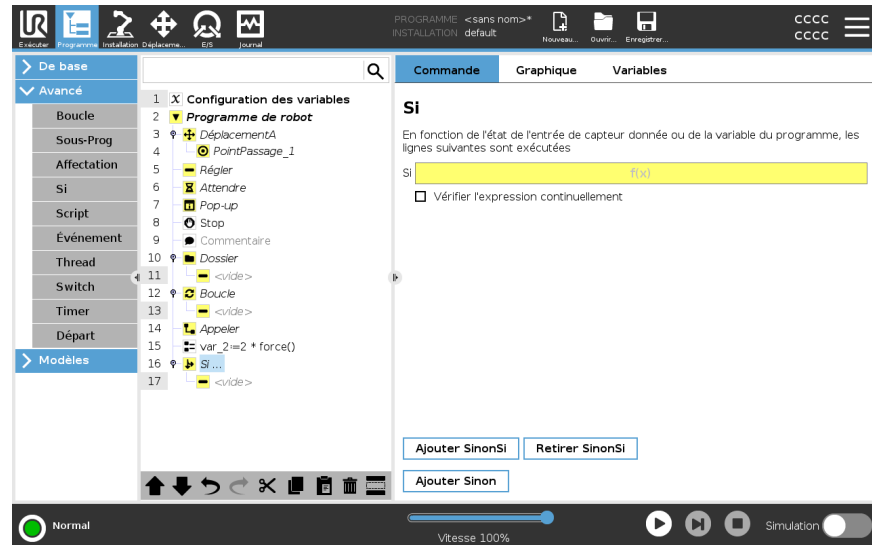 UR
Exécuter
Programme
Installation
Déplaceme...
E/S
Journal
PROGRAMME <sans nom>*
INSTALLATION default
Nouveau...
Ouvrir...
Enregistrer...
CCCC
CCCC
De base
Avancé
Boucle
Sous-Prog
Affectation
Si
Script
Événement
Thread
Switch
Timer
Départ
Modèles
1 X Configuration des variables
2 Programme de robot
3 DéplacementA
4 PointPassage_1
5 Régler
6 Attendre
7 Pop-up
8 Stop
9 Commentaire
10 Dossier
11 <vide>
12 Boucle
13 <vide>
14 Appeler
15 var_2:=2 * force()
16 Si ...
17 <vide>
Commande Graphique Variables
Si
En fonction de l'état de l'entrée de capteur donnée ou de la variable du programme, les
lignes suivantes sont exécutées
Si f(x)
Vérifier l'expression continuellement
Ajouter SinonSi Retirer SinonSi
Ajouter Sinon
Normal
Vitesse 100%
Simulation